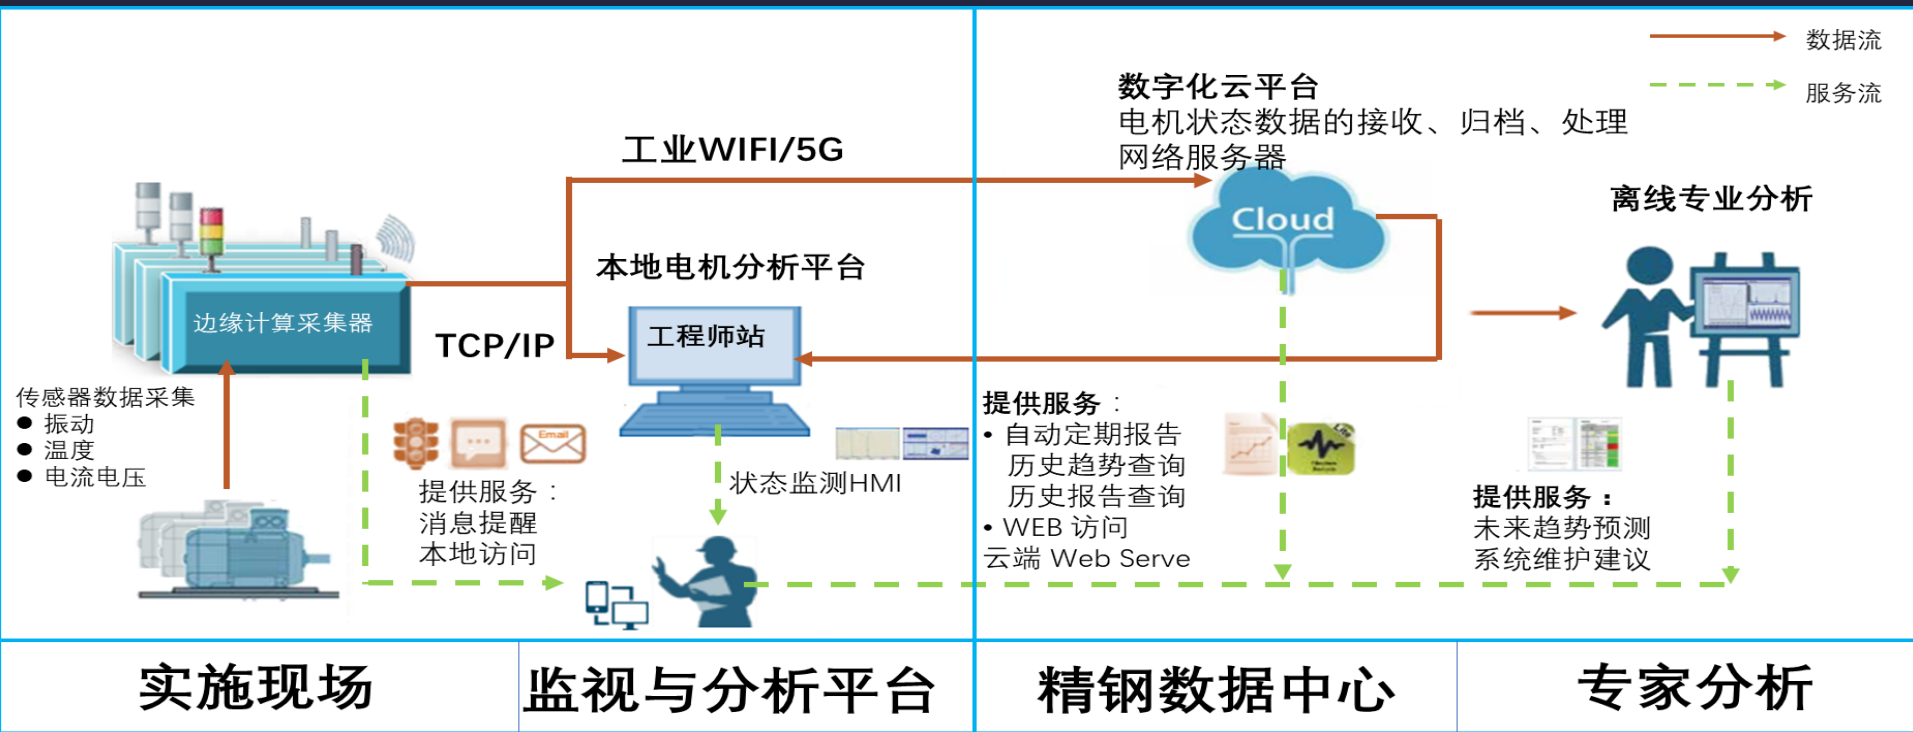 数据流
服务流
数字化云平台
电机状态数据的接收、归档、处理
网络服务器
工业WIFI/5G
离线专业分析
Cloud
本地电机分析平台
边缘计算采集器
工程师站
TCP/IP
传感器数据采集
● 振动
● 温度
● 电流电压
Email
提供服务：
消息提醒
本地访问
状态监测HMI
提供服务：
• 自动定期报告
历史趋势查询
历史报告查询
• WEB 访问
云端 Web Serve
Lite
提供服务：
未来趋势预测
系统维护建议
实施现场
监视与分析平台
精钢数据中心
专家分析